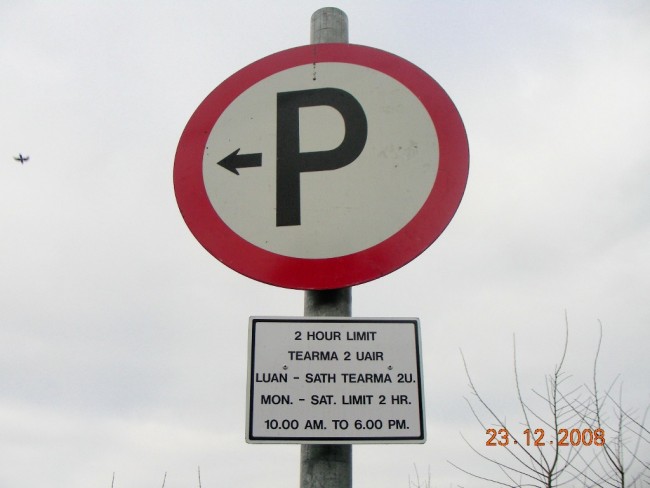 P
2 HOUR LIMIT
TEARMA 2 UAIR
LUAN - SATH TEARMA 2U.
MON. - SAT. LIMIT 2 HR.
10.00 AM. TO 6.00 PM.
23.12.2008